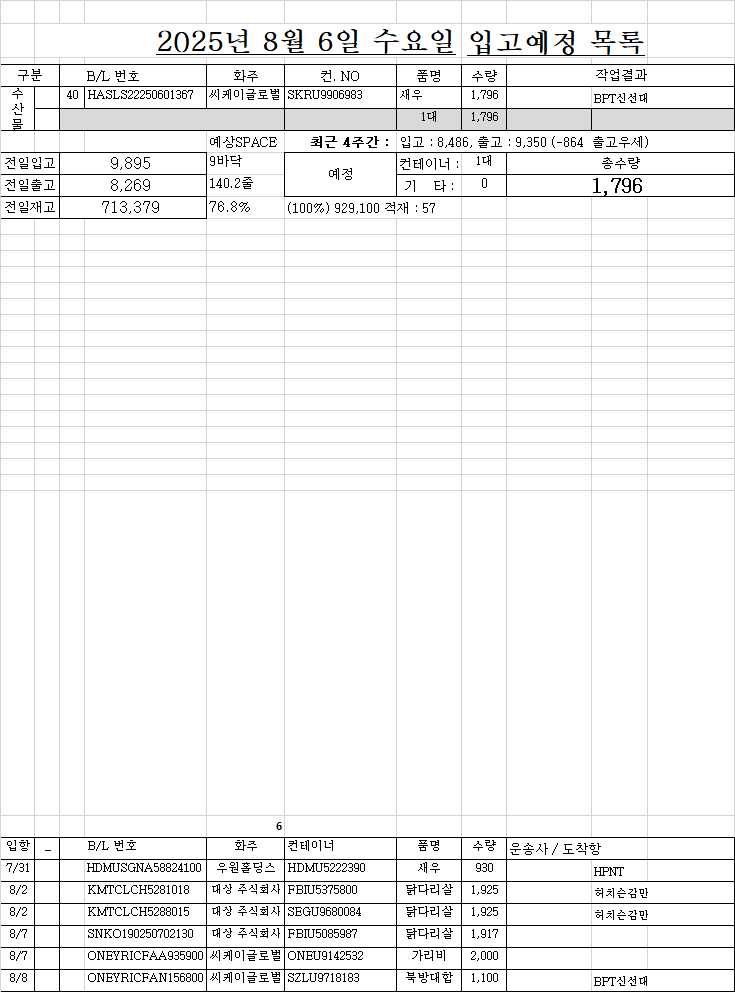 2025년 8월 6일 수요일 입고예정 목록
구분 B/L 번호 화주 컨. NO 품명 수량 작업결과
수산물 40 HASLS22250601367 씨케이글로벌 SKRU9906983 새우 1,796 BPT신선대
1대 1,796
예상SPACE 최근 4주간 : 입고 : 8,486, 출고 : 9,350 (-864 출고우세)
전일입고 9,895 9바닥 예정 컨테이너 : 1대 총수량
전일출고 8,269 140.2줄 기 타 : 0 1,796
전일재고 713,379 76.8% (100%) 929,100 적재 : 57
6
입항 _ B/L 번호 화주 컨테이너 품명 수량 운송사 / 도착항
7/31 HDMUSGNA58824100 우원홀딩스 HDMU5222390 새우 930 HPNT
8/2 KMTCLCH5281018 대상 주식회사 FBIU5375800 닭다리살 1,925 허치슨감만
8/2 KMTCLCH5288015 대상 주식회사 SEGU9680084 닭다리살 1,925 허치슨감만
8/7 SNKO190250702130 대상 주식회사 FBIU5085987 닭다리살 1,917
8/7 ONEYRICFAA935900 씨케이글로벌 ONEU9142532 가리비 2,000
8/8 ONEYRICFAN156800 씨케이글로벌 SZLU9718183 북방대합 1,100 BPT신선대